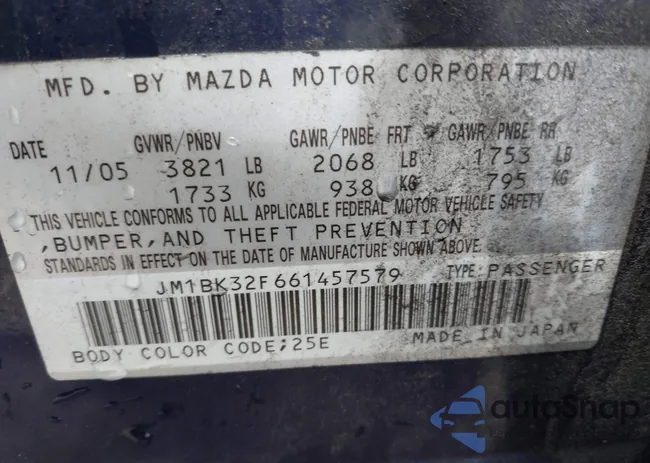 MFD. BY MAZDA MOTOR CORPORATION
DATE GVWR/PNBV GAWR/PNBE FRT GAWR/PNBE RR
11/05 3821 LB 2068 LB 1753 LB
1733 KG 938 KG 795 KG
THIS VEHICLE CONFORMS TO ALL APPLICABLE FEDERAL MOTOR VEHICLE SAFETY
,BUMPER,AND THEFT PREVENTION
STANDARDS IN EFFECT ON THE DATE OF MANUFACTURE SHOWN ABOVE.
JM1BK32F661457579 TYPE: PASSENGER
BODY COLOR CODE;25E MADE IN JAPAN
autoSnap